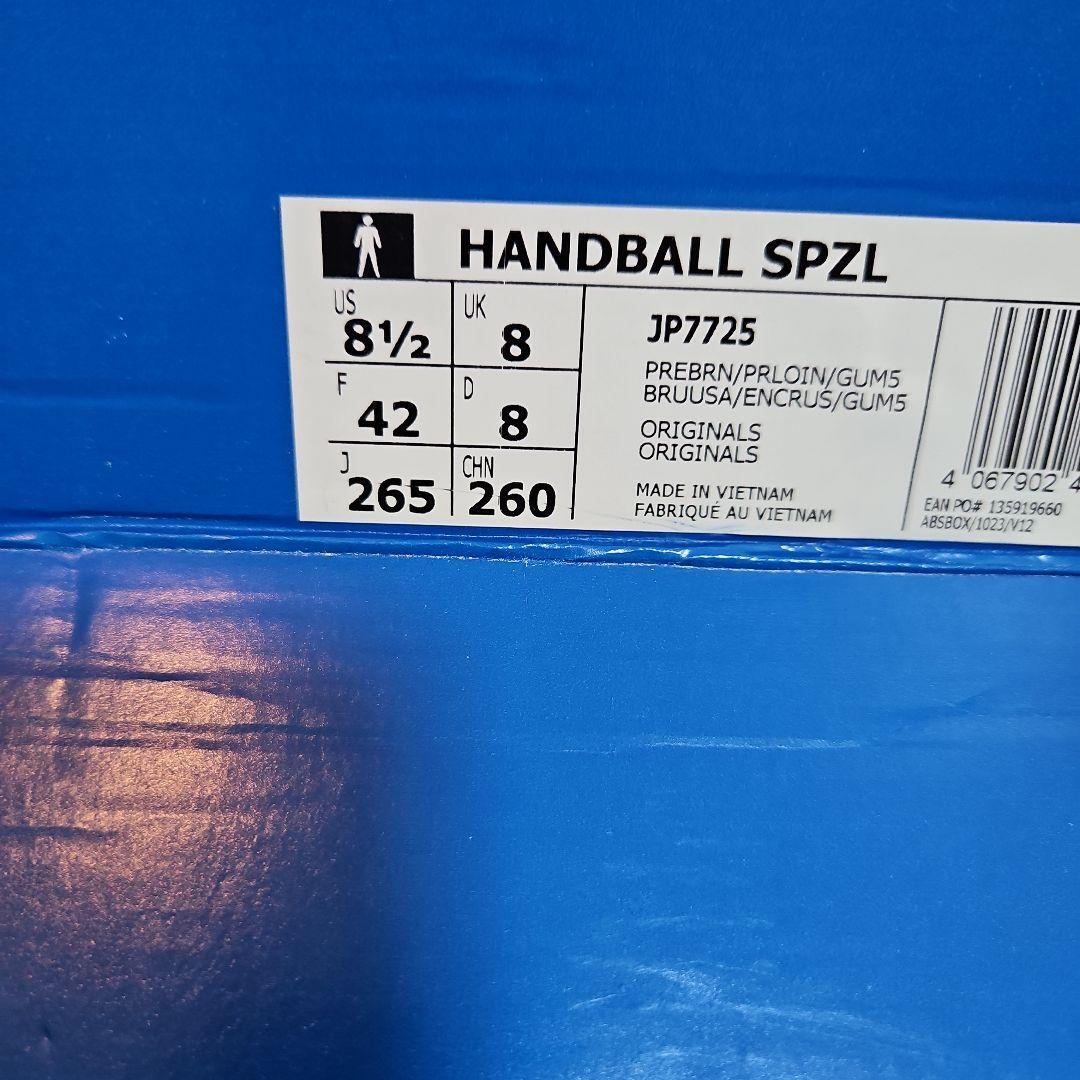 HANDBALL SPZL
US 8½ UK 8
F 42 D 8
J 265 CHN 260
JP7725
PREBRN/PRLOIN/GUM5
BRUUSA/ENCRUS/GUM5
ORIGINALS
ORIGINALS
MADE IN VIETNAM
FABRIQUÉ AU VIETNAM
4 067902 4
EAN PO# 135919660
ABSBOX/1023/V12